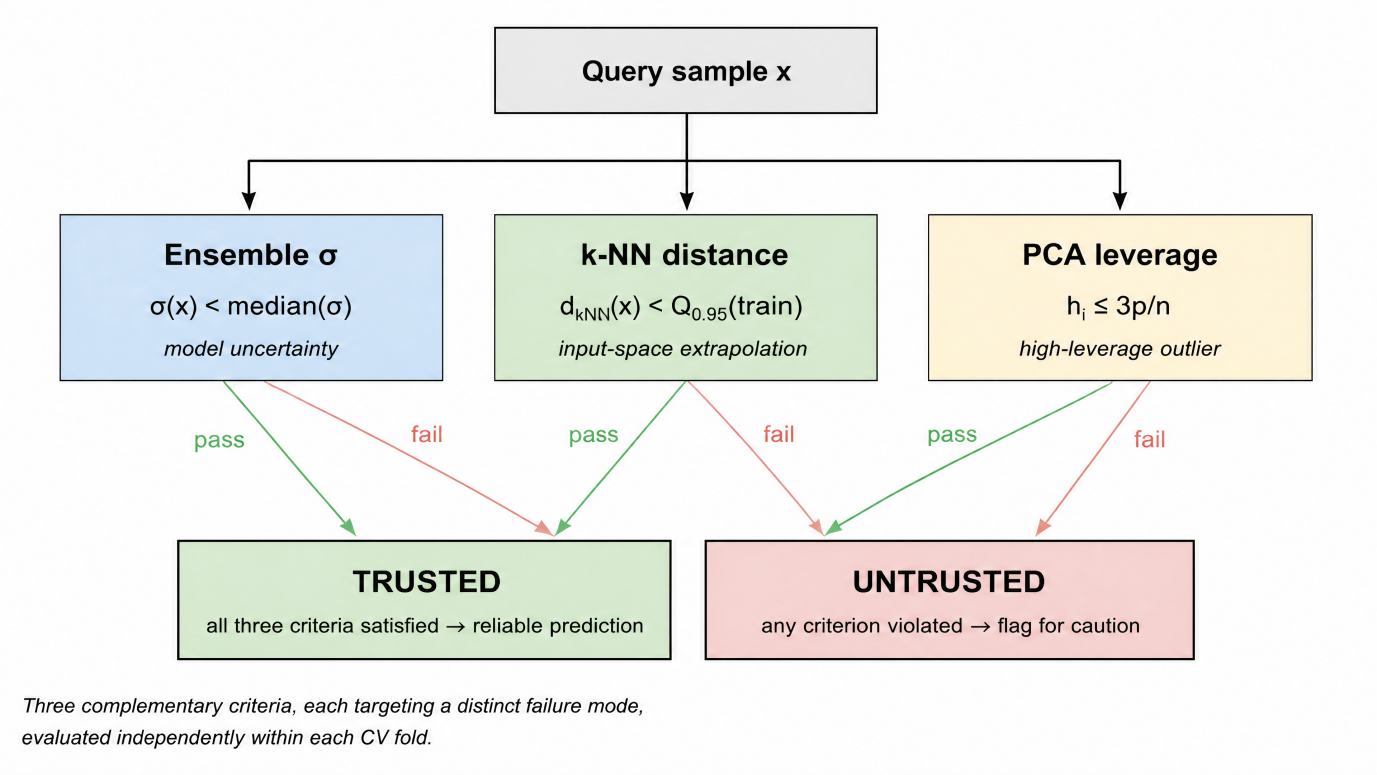 Query sample x
Ensemble σ
σ(x) < median(σ)
model uncertainty
k-NN distance
dₖNN(x) < Q₀.₉₅(train)
input-space extrapolation
PCA leverage
hᵢ ≤ 3p/n
high-leverage outlier
pass
fail
pass
fail
pass
fail
TRUSTED
all three criteria satisfied → reliable prediction
UNTRUSTED
any criterion violated → flag for caution
Three complementary criteria, each targeting a distinct failure mode,
evaluated independently within each CV fold.